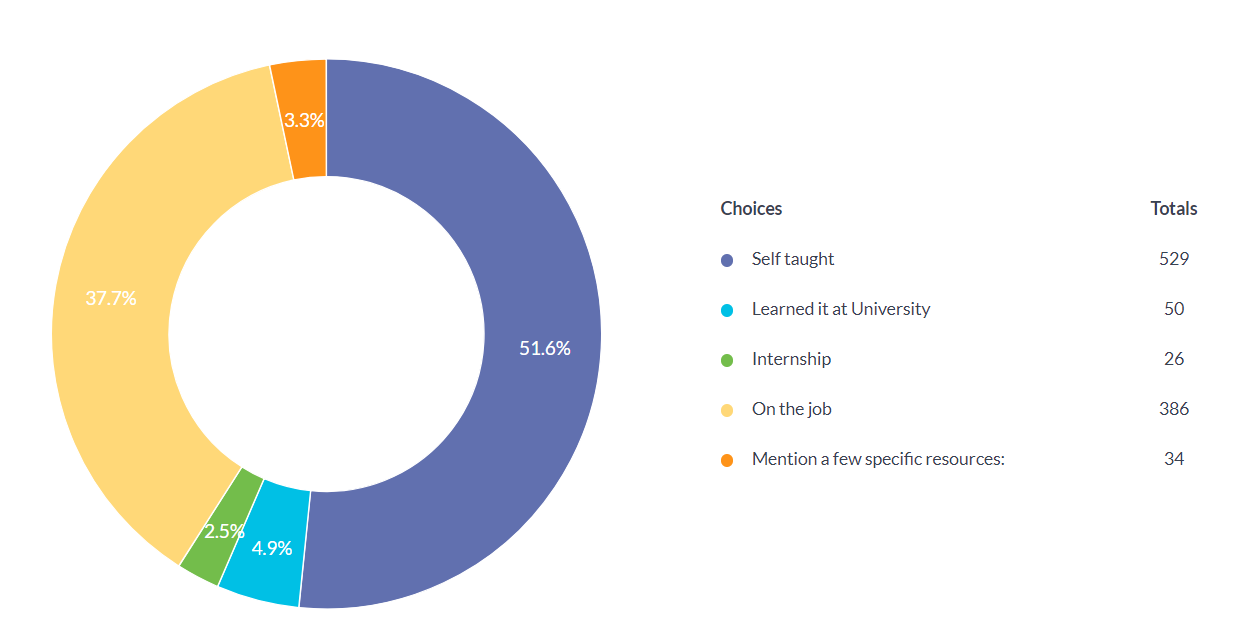 3.3%
37.7%
51.6%
2.5%
4.9%
Choices Totals
Self taught 529
Learned it at University 50
Internship 26
On the job 386
Mention a few specific resources: 34